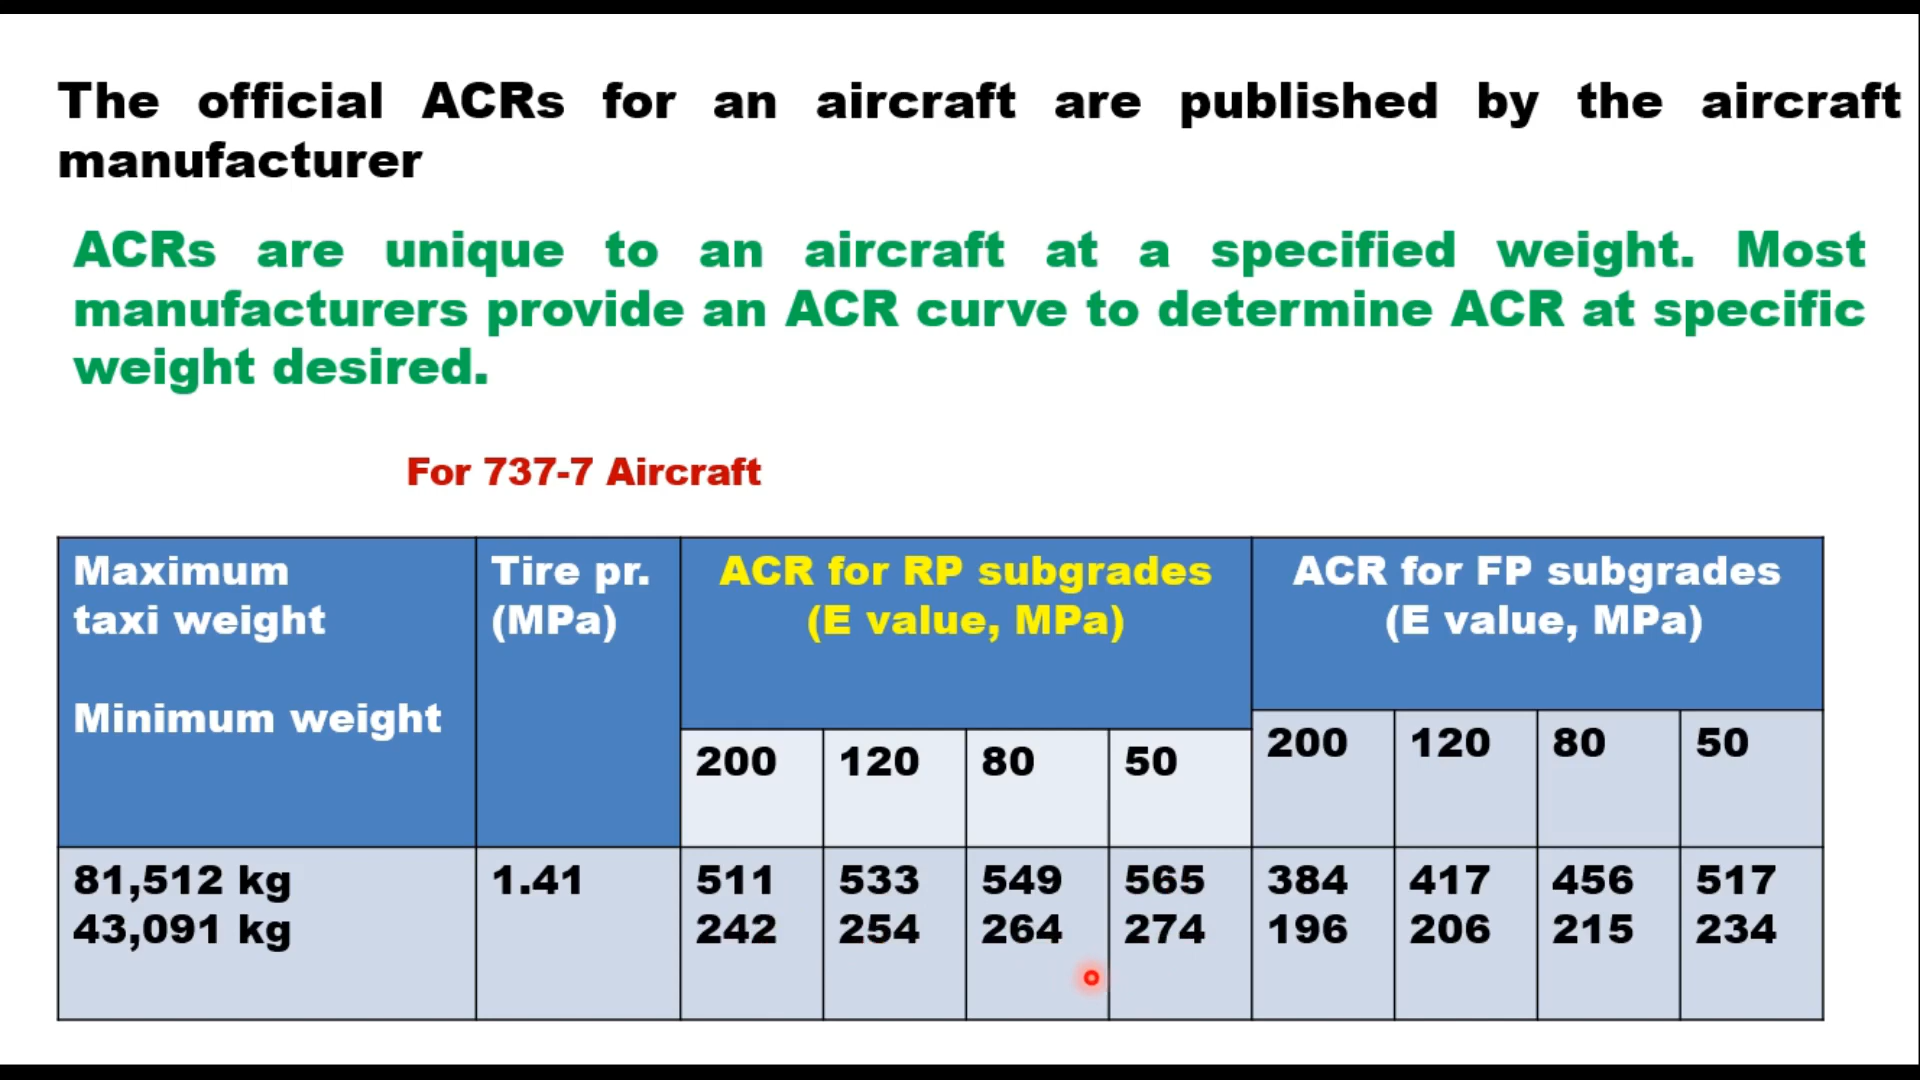 The official ACRs for an aircraft are published by the aircraft
manufacturer
ACRs are unique to an aircraft at a specified weight. Most
manufacturers provide an ACR curve to determine ACR at specific
weight desired.
For 737-7 Aircraft
Maximum
taxi weight
Minimum weight
Tire pr.
(MPa)
ACR for RP subgrades
(E value, MPa)
ACR for FP subgrades
(E value, MPa)
200 120 80 50 200 120 80 50
81,512 kg 1.41 511 533 549 565 384 417 456 517
43,091 kg 242 254 264 274 196 206 215 234